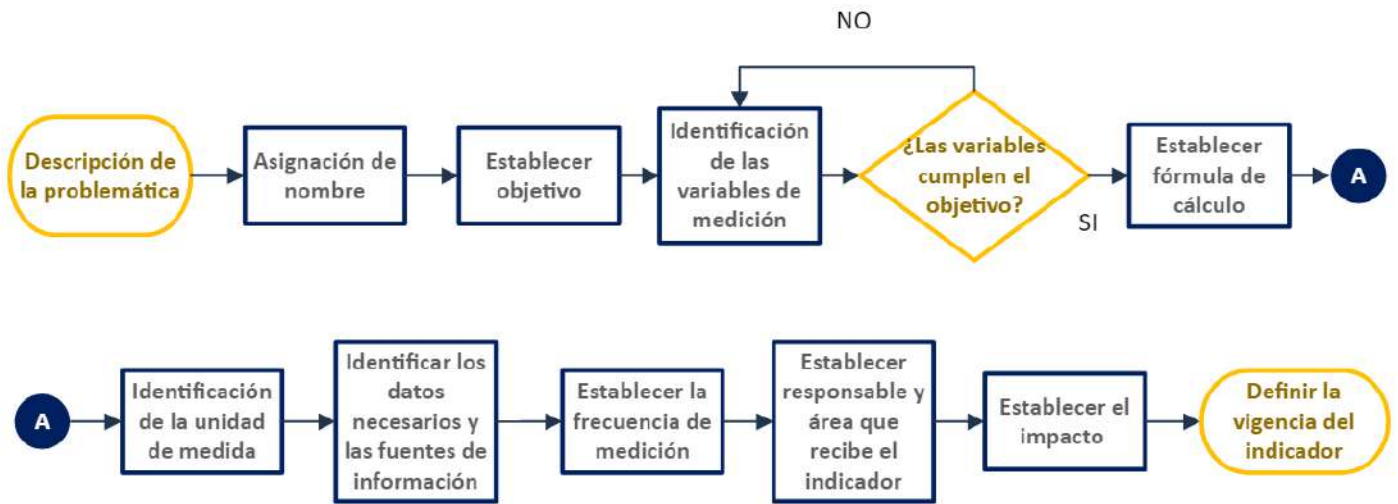 NO
Descripción de
la problemática
Asignación de
nombre
Establecer
objetivo
Identificación
de las
variables de
medición
¿Las variables
cumplen el
objetivo?
SI
Establecer
fórmula de
cálculo
A
A
Identificación
de la unidad
de medida
Identificar los
datos
necesarios y
las fuentes de
información
Establecer la
frecuencia de
medición
Establecer
responsable y
área que
recibe el
indicador
Establecer el
impacto
Definir la
vigencia del
indicador